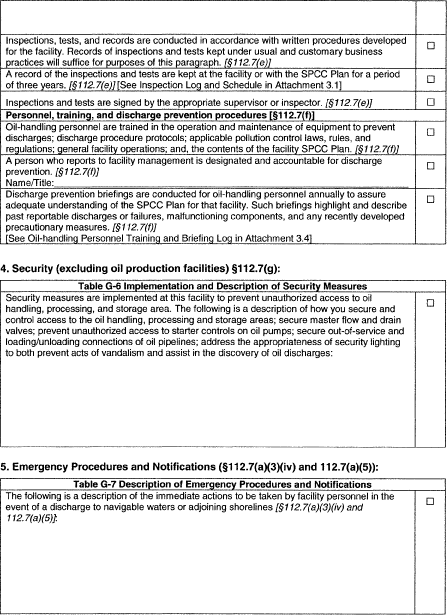 Inspections, tests, and records are conducted in accordance with written procedures developed
for the facility. Records of inspections and tests kept under usual and customary business
practices will suffice for purposes of this paragraph. [§112.7(e)]
A record of the inspections and tests are kept at the facility or with the SPCC Plan for a period
of three years. [§112.7(e)] [See Inspection Log and Schedule in Attachment 3.1]
Inspections and tests are signed by the appropriate supervisor or inspector. [§112.7(e)]
Personnel, training, and discharge prevention procedures [§112.7(f)]
Oil-handling personnel are trained in the operation and maintenance of equipment to prevent
discharges; discharge procedure protocols; applicable pollution control laws, rules, and
regulations; general facility operations; and, the contents of the facility SPCC Plan. [§112.7(f)]
A person who reports to facility management is designated and accountable for discharge
prevention. [§112.7(f)]
Name/Title:
Discharge prevention briefings are conducted for oil-handling personnel annually to assure
adequate understanding of the SPCC Plan for that facility. Such briefings highlight and describe
past reportable discharges or failures, malfunctioning components, and any recently developed
precautionary measures. [§112.7(f)]
[See Oil-handling Personnel Training and Briefing Log in Attachment 3.4]
4. Security (excluding oil production facilities) §112.7(g):
Table G-6 Implementation and Description of Security Measures
Security measures are implemented at this facility to prevent unauthorized access to oil
handling, processing, and storage area. The following is a description of how you secure and
control access to the oil handling, processing and storage areas; secure master flow and drain
valves; prevent unauthorized access to starter controls on oil pumps; secure out-of-service and
loading/unloading connections of oil pipelines; address the appropriateness of security lighting
to both prevent acts of vandalism and assist in the discovery of oil discharges:
5. Emergency Procedures and Notifications (§112.7(a)(3)(iv) and 112.7(a)(5)):
Table G-7 Description of Emergency Procedures and Notifications
The following is a description of the immediate actions to be taken by facility personnel in the
event of a discharge to navigable waters or adjoining shorelines [§112.7(a)(3)(iv) and
112.7(a)(5)]: